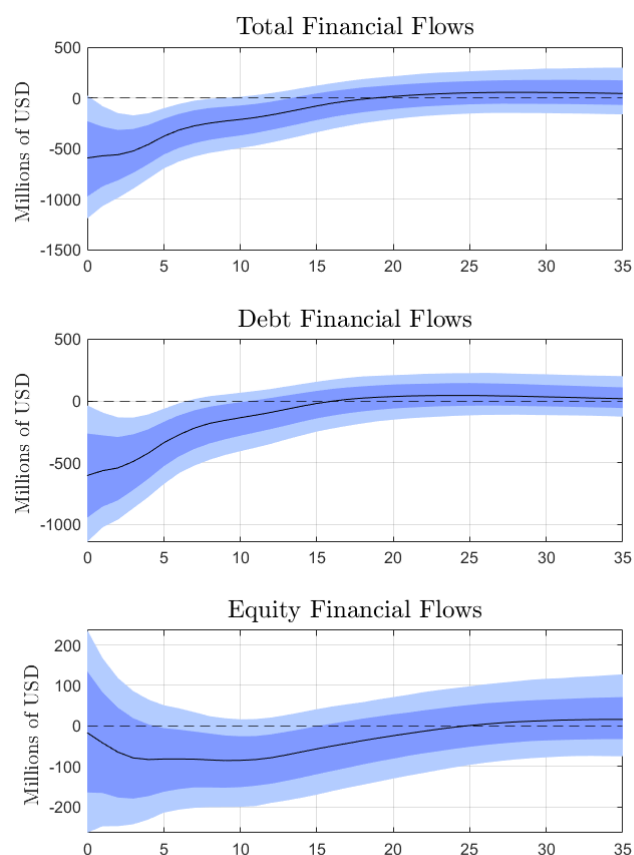 Total Financial Flows
Millions of USD
500
0
-500
-1000
-1500
0 5 10 15 20 25 30 35
Debt Financial Flows
Millions of USD
500
0
-500
-1000
0 5 10 15 20 25 30 35
Equity Financial Flows
Millions of USD
200
100
0
-100
-200
0 5 10 15 20 25 30 35